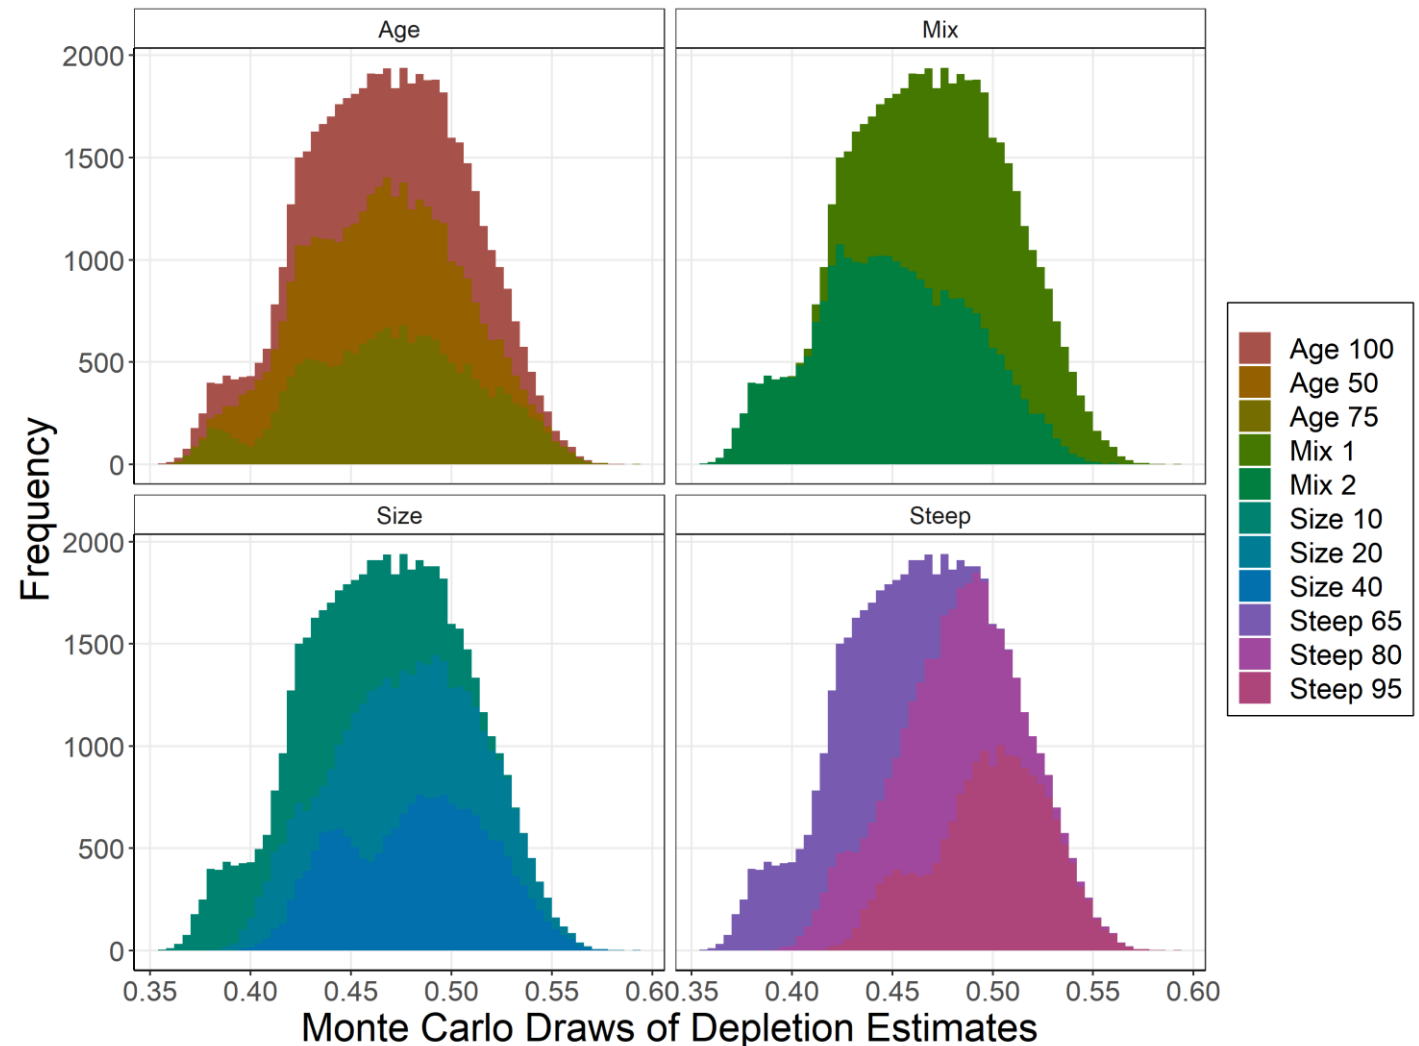 Age
Mix
2000
1500
1000
500
0
Size
Steep
2000
1500
1000
500
0
0.35 0.40 0.45 0.50 0.55 0.60
0.35 0.40 0.45 0.50 0.55 0.60
Monte Carlo Draws of Depletion Estimates
Frequency
Age 100
Age 50
Age 75
Mix 1
Mix 2
Size 10
Size 20
Size 40
Steep 65
Steep 80
Steep 95